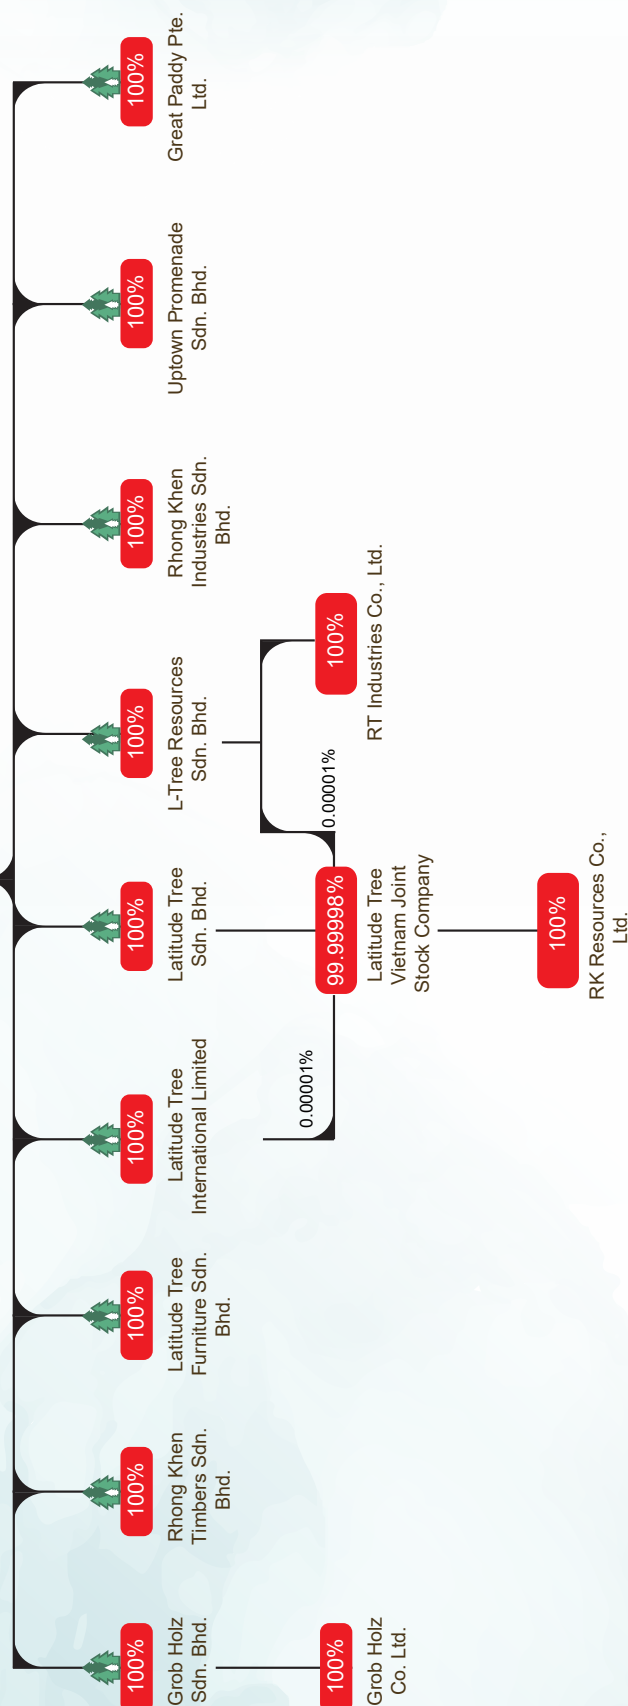 100%
Grob Holz
Sdn. Bhd.
100%
Rhong Khen
Timbers Sdn.
Bhd.
100%
Latitude Tree
Furniture Sdn.
Bhd.
100%
Latitude Tree
International Limited
100%
Latitude Tree
Sdn. Bhd.
100%
L-Tree Resources
Sdn. Bhd.
100%
Rhong Khen
Industries Sdn.
Bhd.
100%
Uptown Promenade
Sdn. Bhd.
100%
Great Paddy Pte.
Ltd.
100%
Grob Holz
Co. Ltd.
0.00001%
99.99998%
Latitude Tree
Vietnam Joint
Stock Company
0.00001%
100%
RT Industries Co., Ltd.
100%
RK Resources Co.,
Ltd.